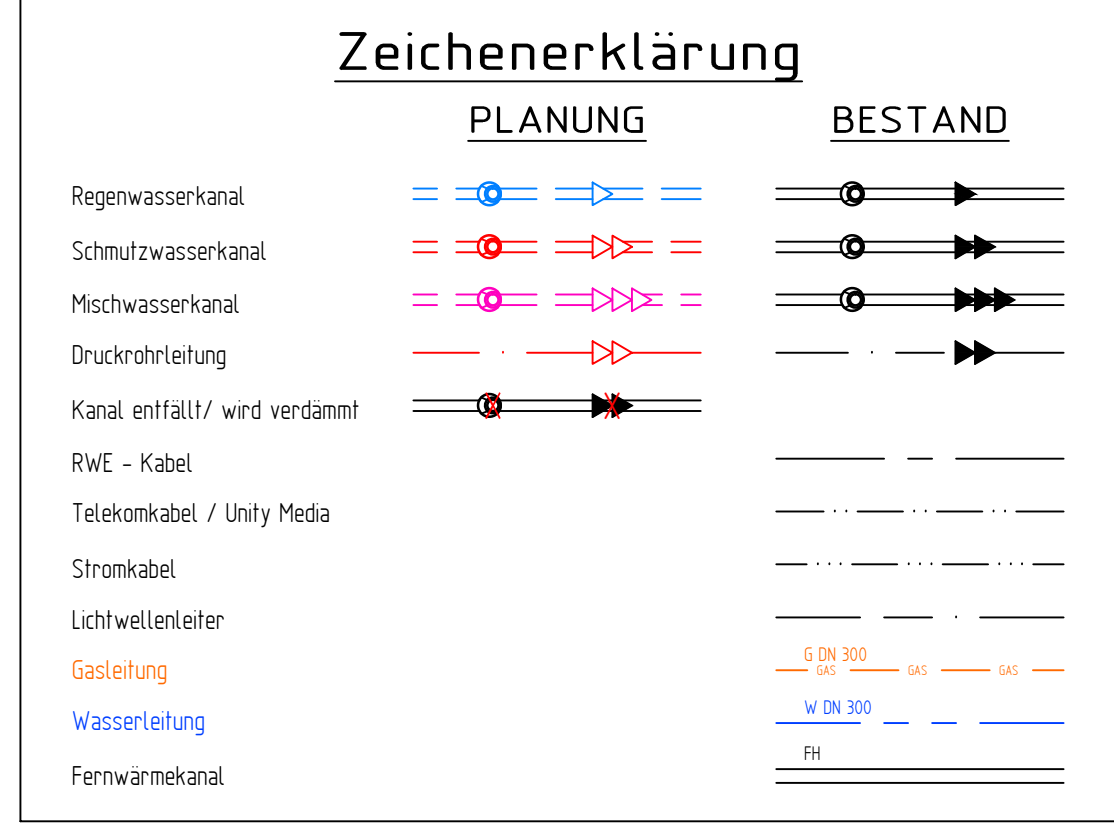 Zeichenerklärung
PLANUNG BESTAND
Regenwasserkanal
Schmutzwasserkanal
Mischwasserkanal
Druckrohrleitung
Kanal entfällt/ wird verdämmt
RWE - Kabel
Telekomkabel / Unity Media
Stromkabel
Lichtwellenleiter
G DN 300
Gasleitung GAS GAS GAS
W DN 300
Wasserleitung
FH
Fernwärmekanal